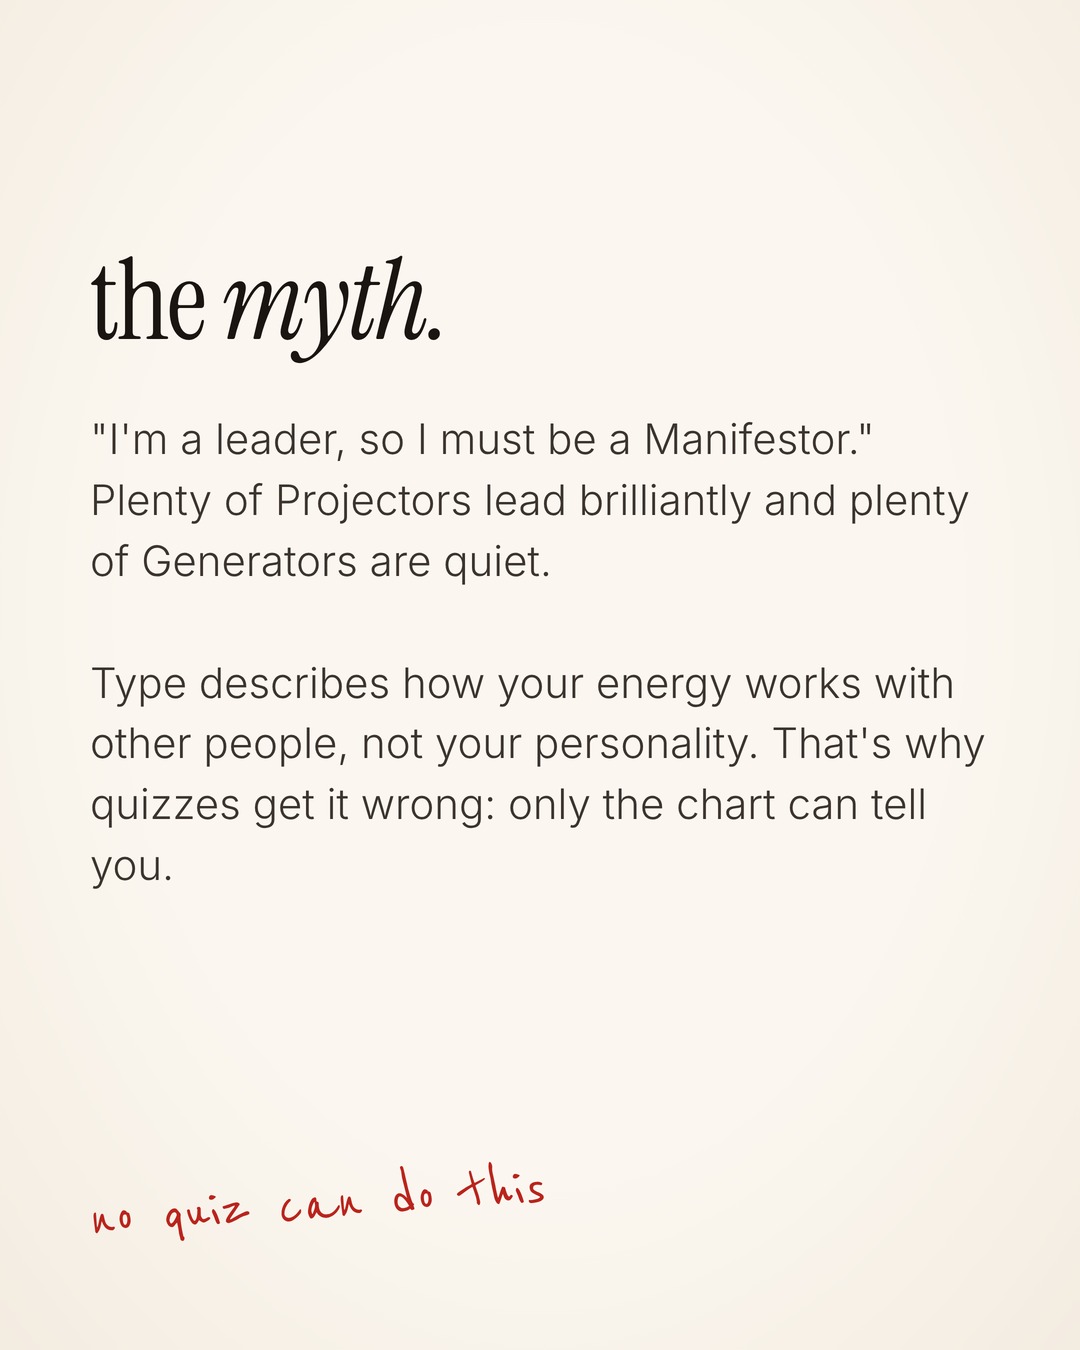 the myth.
"I'm a leader, so I must be a Manifestor."
Plenty of Projectors lead brilliantly and plenty
of Generators are quiet.
Type describes how your energy works with
other people, not your personality. That's why
quizzes get it wrong: only the chart can tell
you.
no quiz can do this